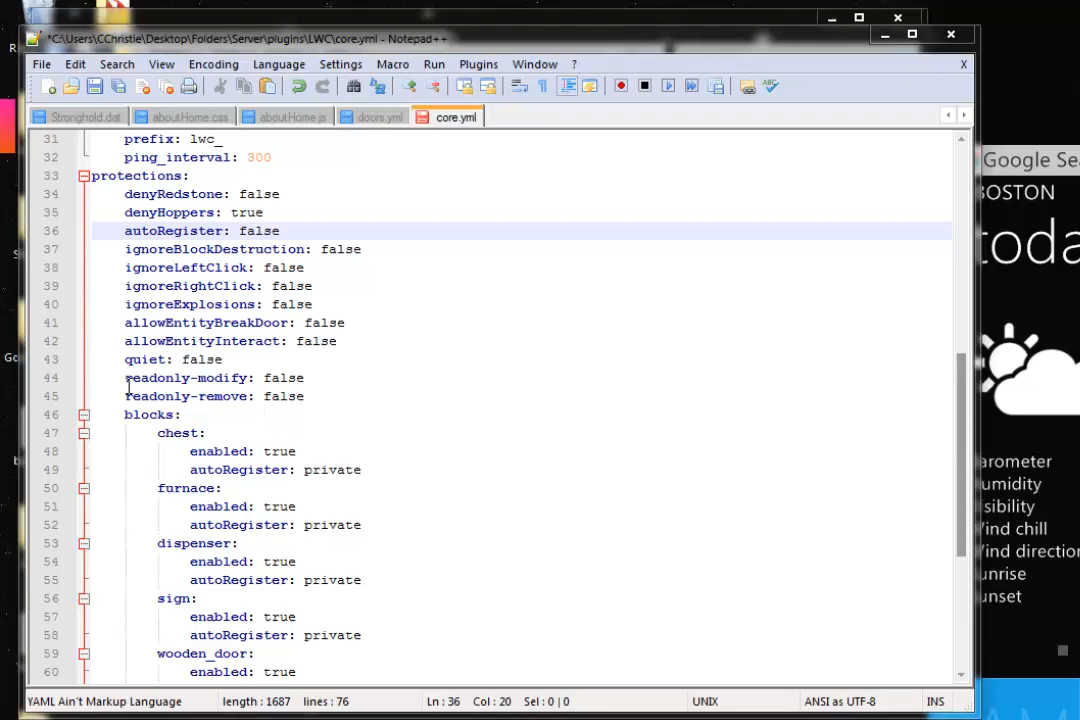 *C:\Users\CChristie\Desktop\Folders\Server\plugins\LWC\core.yml - Notepad++
File Edit Search View Encoding Language Settings Macro Run Plugins Window ? X
Stronghold.dat aboutHome.css aboutHome.js doors.yml core.yml
31 prefix: lwc_
32 ping_interval: 300
33 protections:
34 denyRedstone: false
35 denyHoppers: true
36 autoRegister: false
37 ignoreBlockDestruction: false
38 ignoreLeftClick: false
39 ignoreRightClick: false
40 ignoreExplosions: false
41 allowEntityBreakDoor: false
42 allowEntityInteract: false
43 quiet: false
44 readonly-modify: false
45 readonly-remove: false
46 blocks:
47 chest:
48 enabled: true
49 autoRegister: private
50 furnace:
51 enabled: true
52 autoRegister: private
53 dispenser:
54 enabled: true
55 autoRegister: private
56 sign:
57 enabled: true
58 autoRegister: private
59 wooden_door:
60 enabled: true
YAML Ain't Markup Language length : 1687 lines : 76 Ln : 36 Col : 20 Sel : 0 | 0 UNIX ANSI as UTF-8 INS
Google Se
BOSTON
toda
arometer
umidity
isibility
ind chill
ind direction
unrise
unset